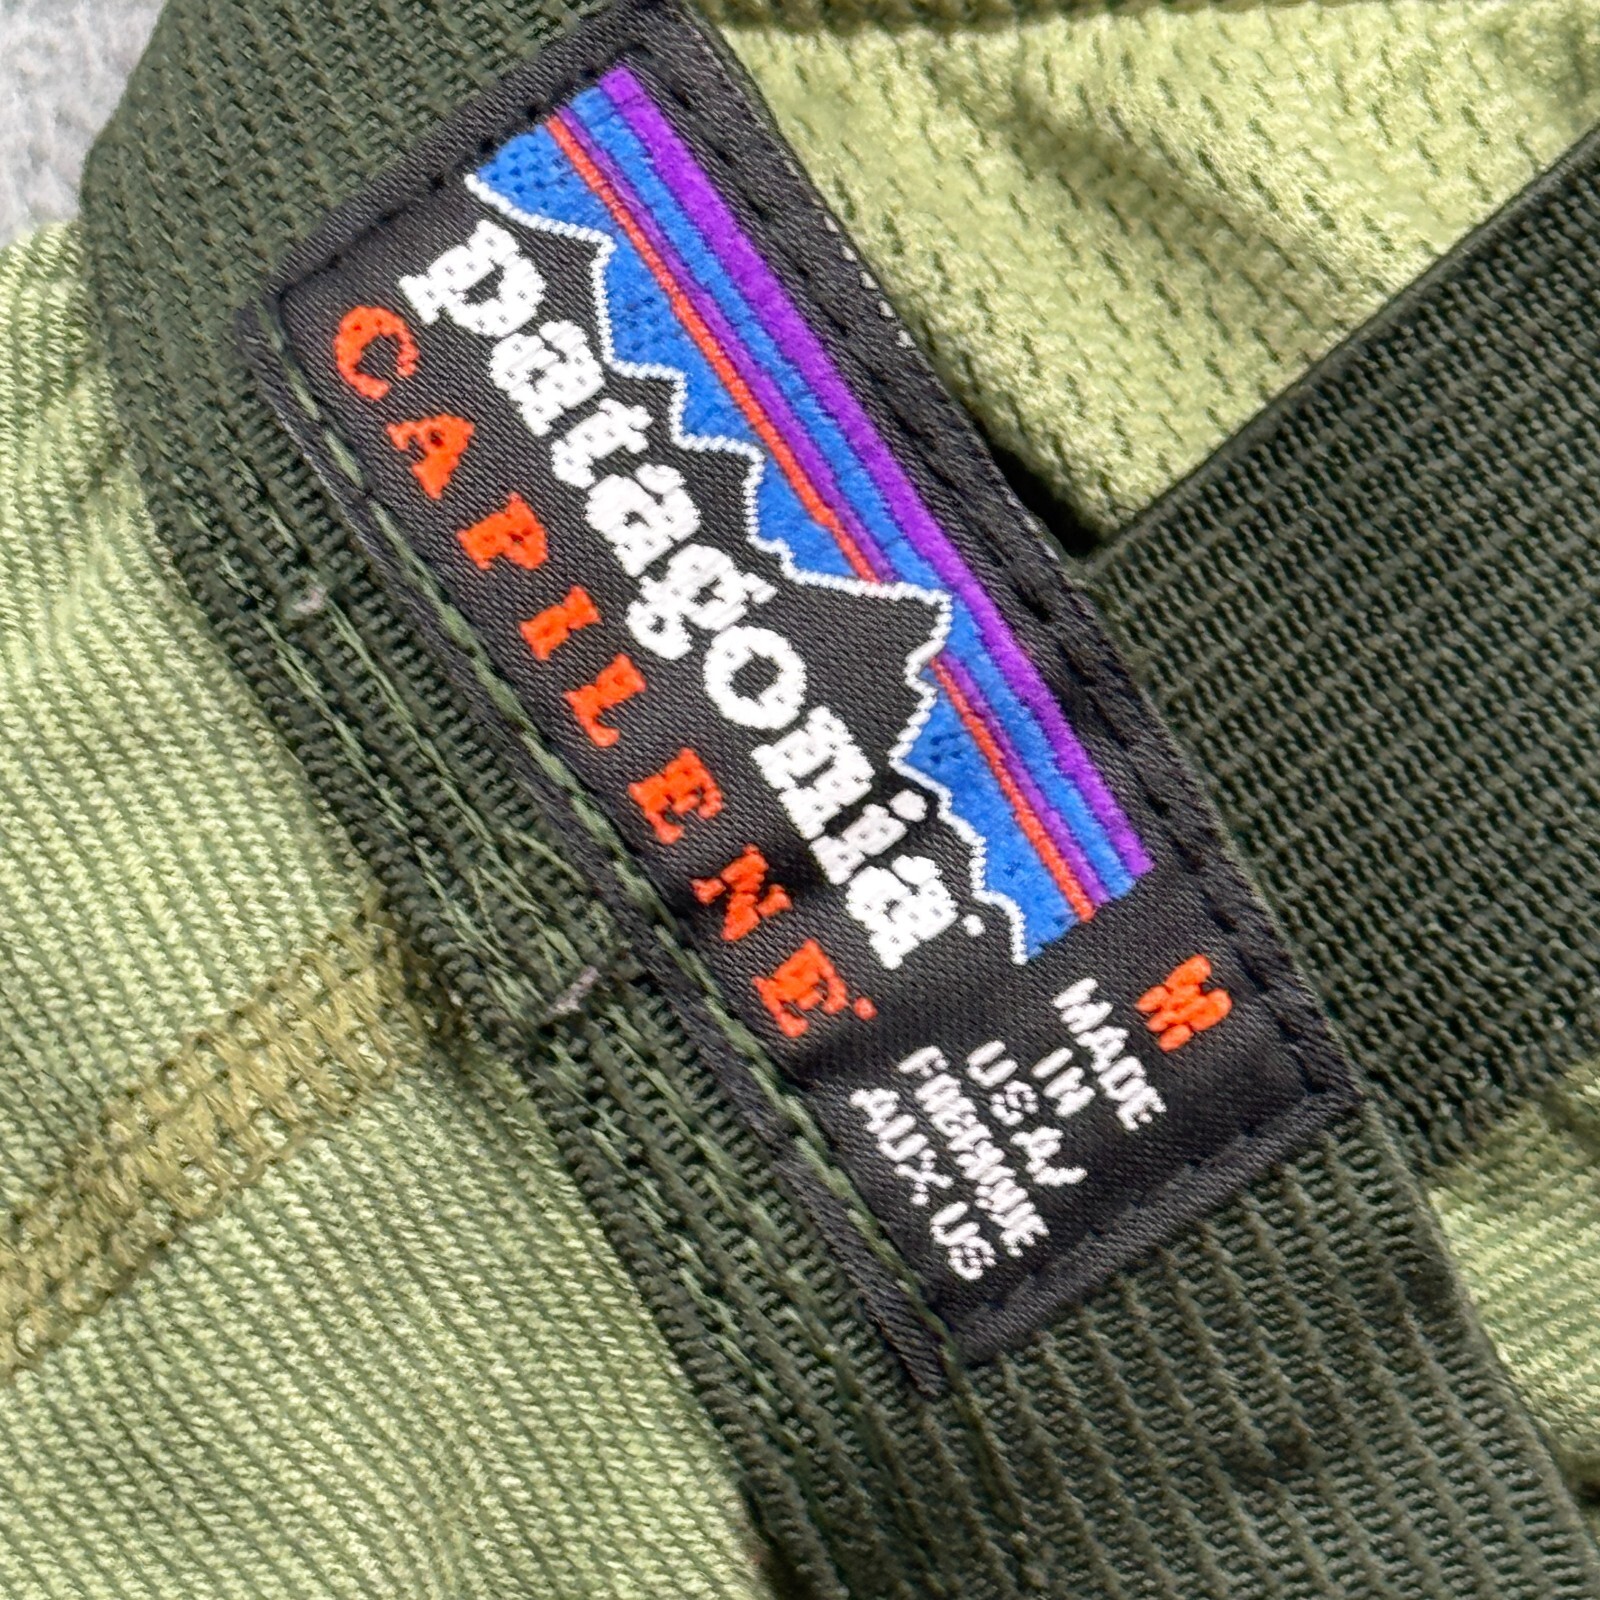 patagonia
CAPILENE
M
MADE
IN
U S A/
FABRIQUE
AUX US